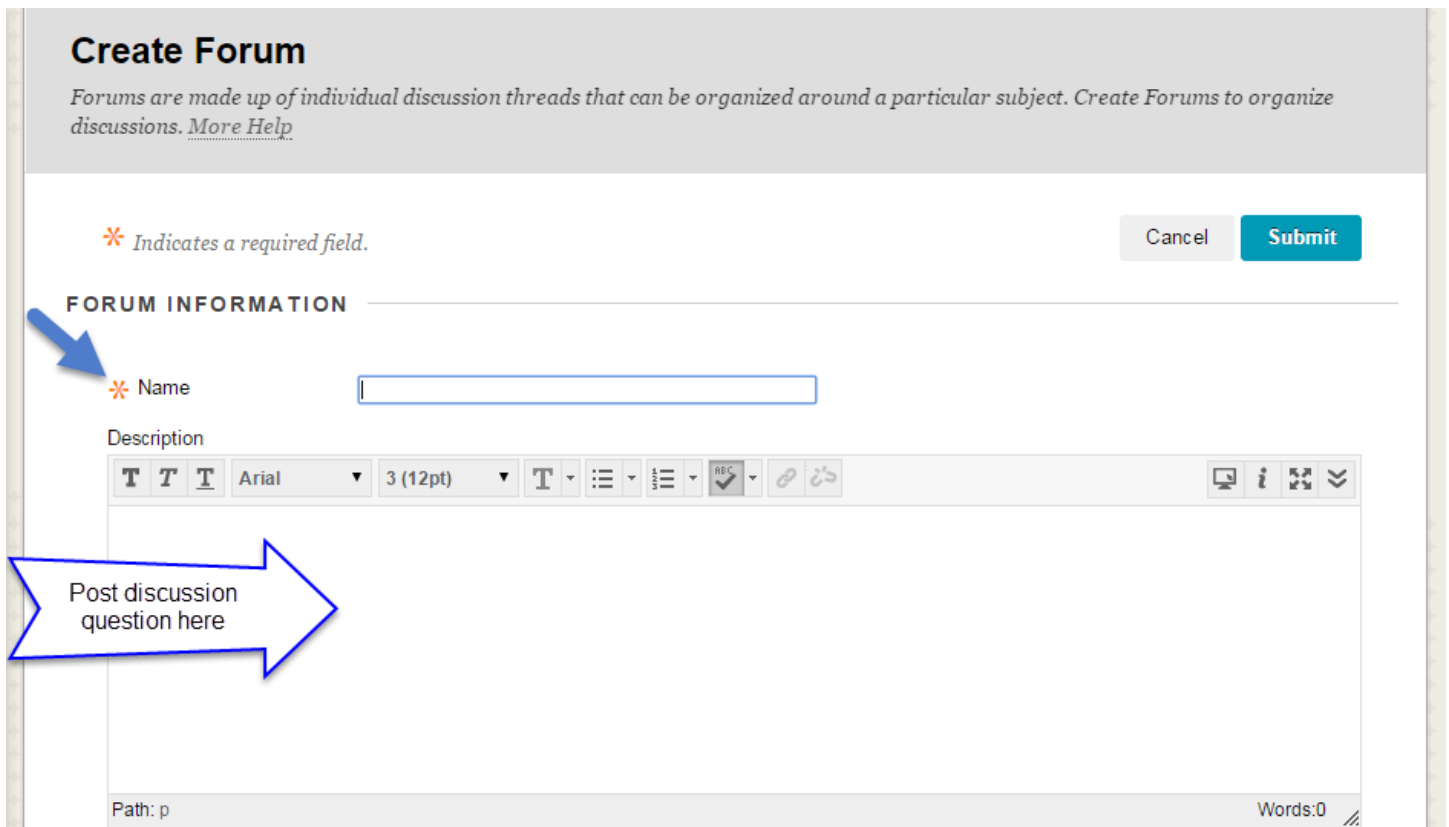 Create Forum
Forums are made up of individual discussion threads that can be organized around a particular subject. Create Forums to organize
discussions. More Help
* Indicates a required field.
Cancel
Submit
FORUM INFORMATION
* Name
Description
T T T Arial 3 (12pt) T ABC i
Post discussion
question here
Path: p
Words:0